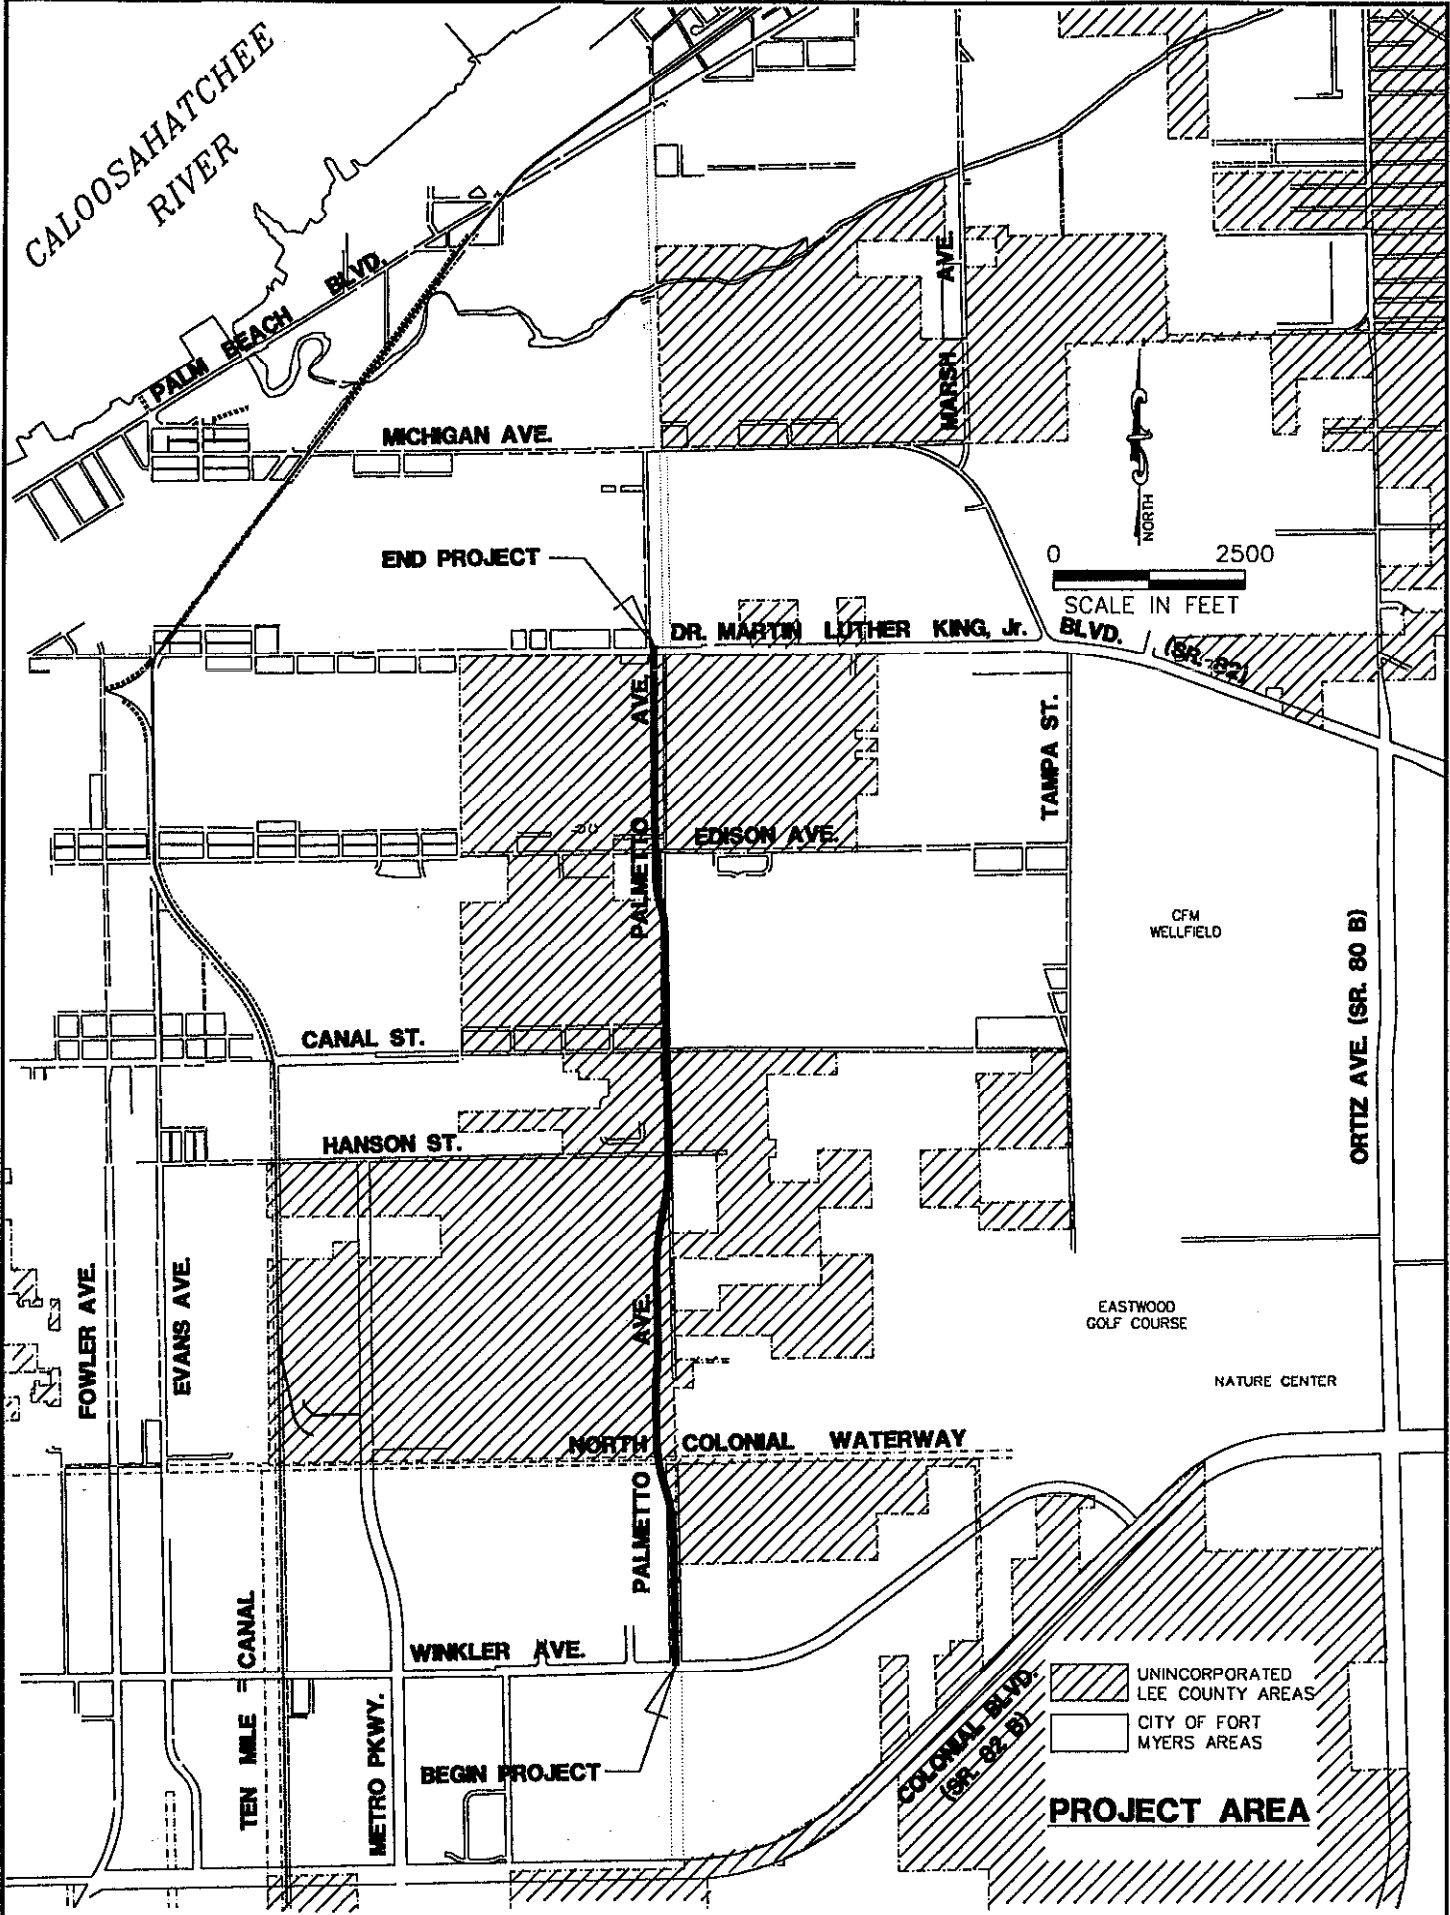 CALOOSAHATCHEE
RIVER
PALM BEACH BLVD.
MARSH AVE.
MICHIGAN AVE.
NORTH
END PROJECT
0 2500
SCALE IN FEET
DR. MARTIN LUTHER KING, Jr. BLVD.
(SR. 82)
PALMETTO AVE.
TAMPA ST.
EDISON AVE.
CFM
WELLFIELD
ORTIZ AVE. (SR. 80 B)
CANAL ST.
HANSON ST.
FOWLER AVE.
EVANS AVE.
EASTWOOD
GOLF COURSE
NATURE CENTER
NORTH COLONIAL WATERWAY
PALMETTO AVE.
TEN MILE CANAL
METRO PKWY.
WINKLER AVE.
BEGIN PROJECT
COLONIAL BLVD.
(SR. 82 B)
UNINCORPORATED
LEE COUNTY AREAS
CITY OF FORT
MYERS AREAS
PROJECT AREA